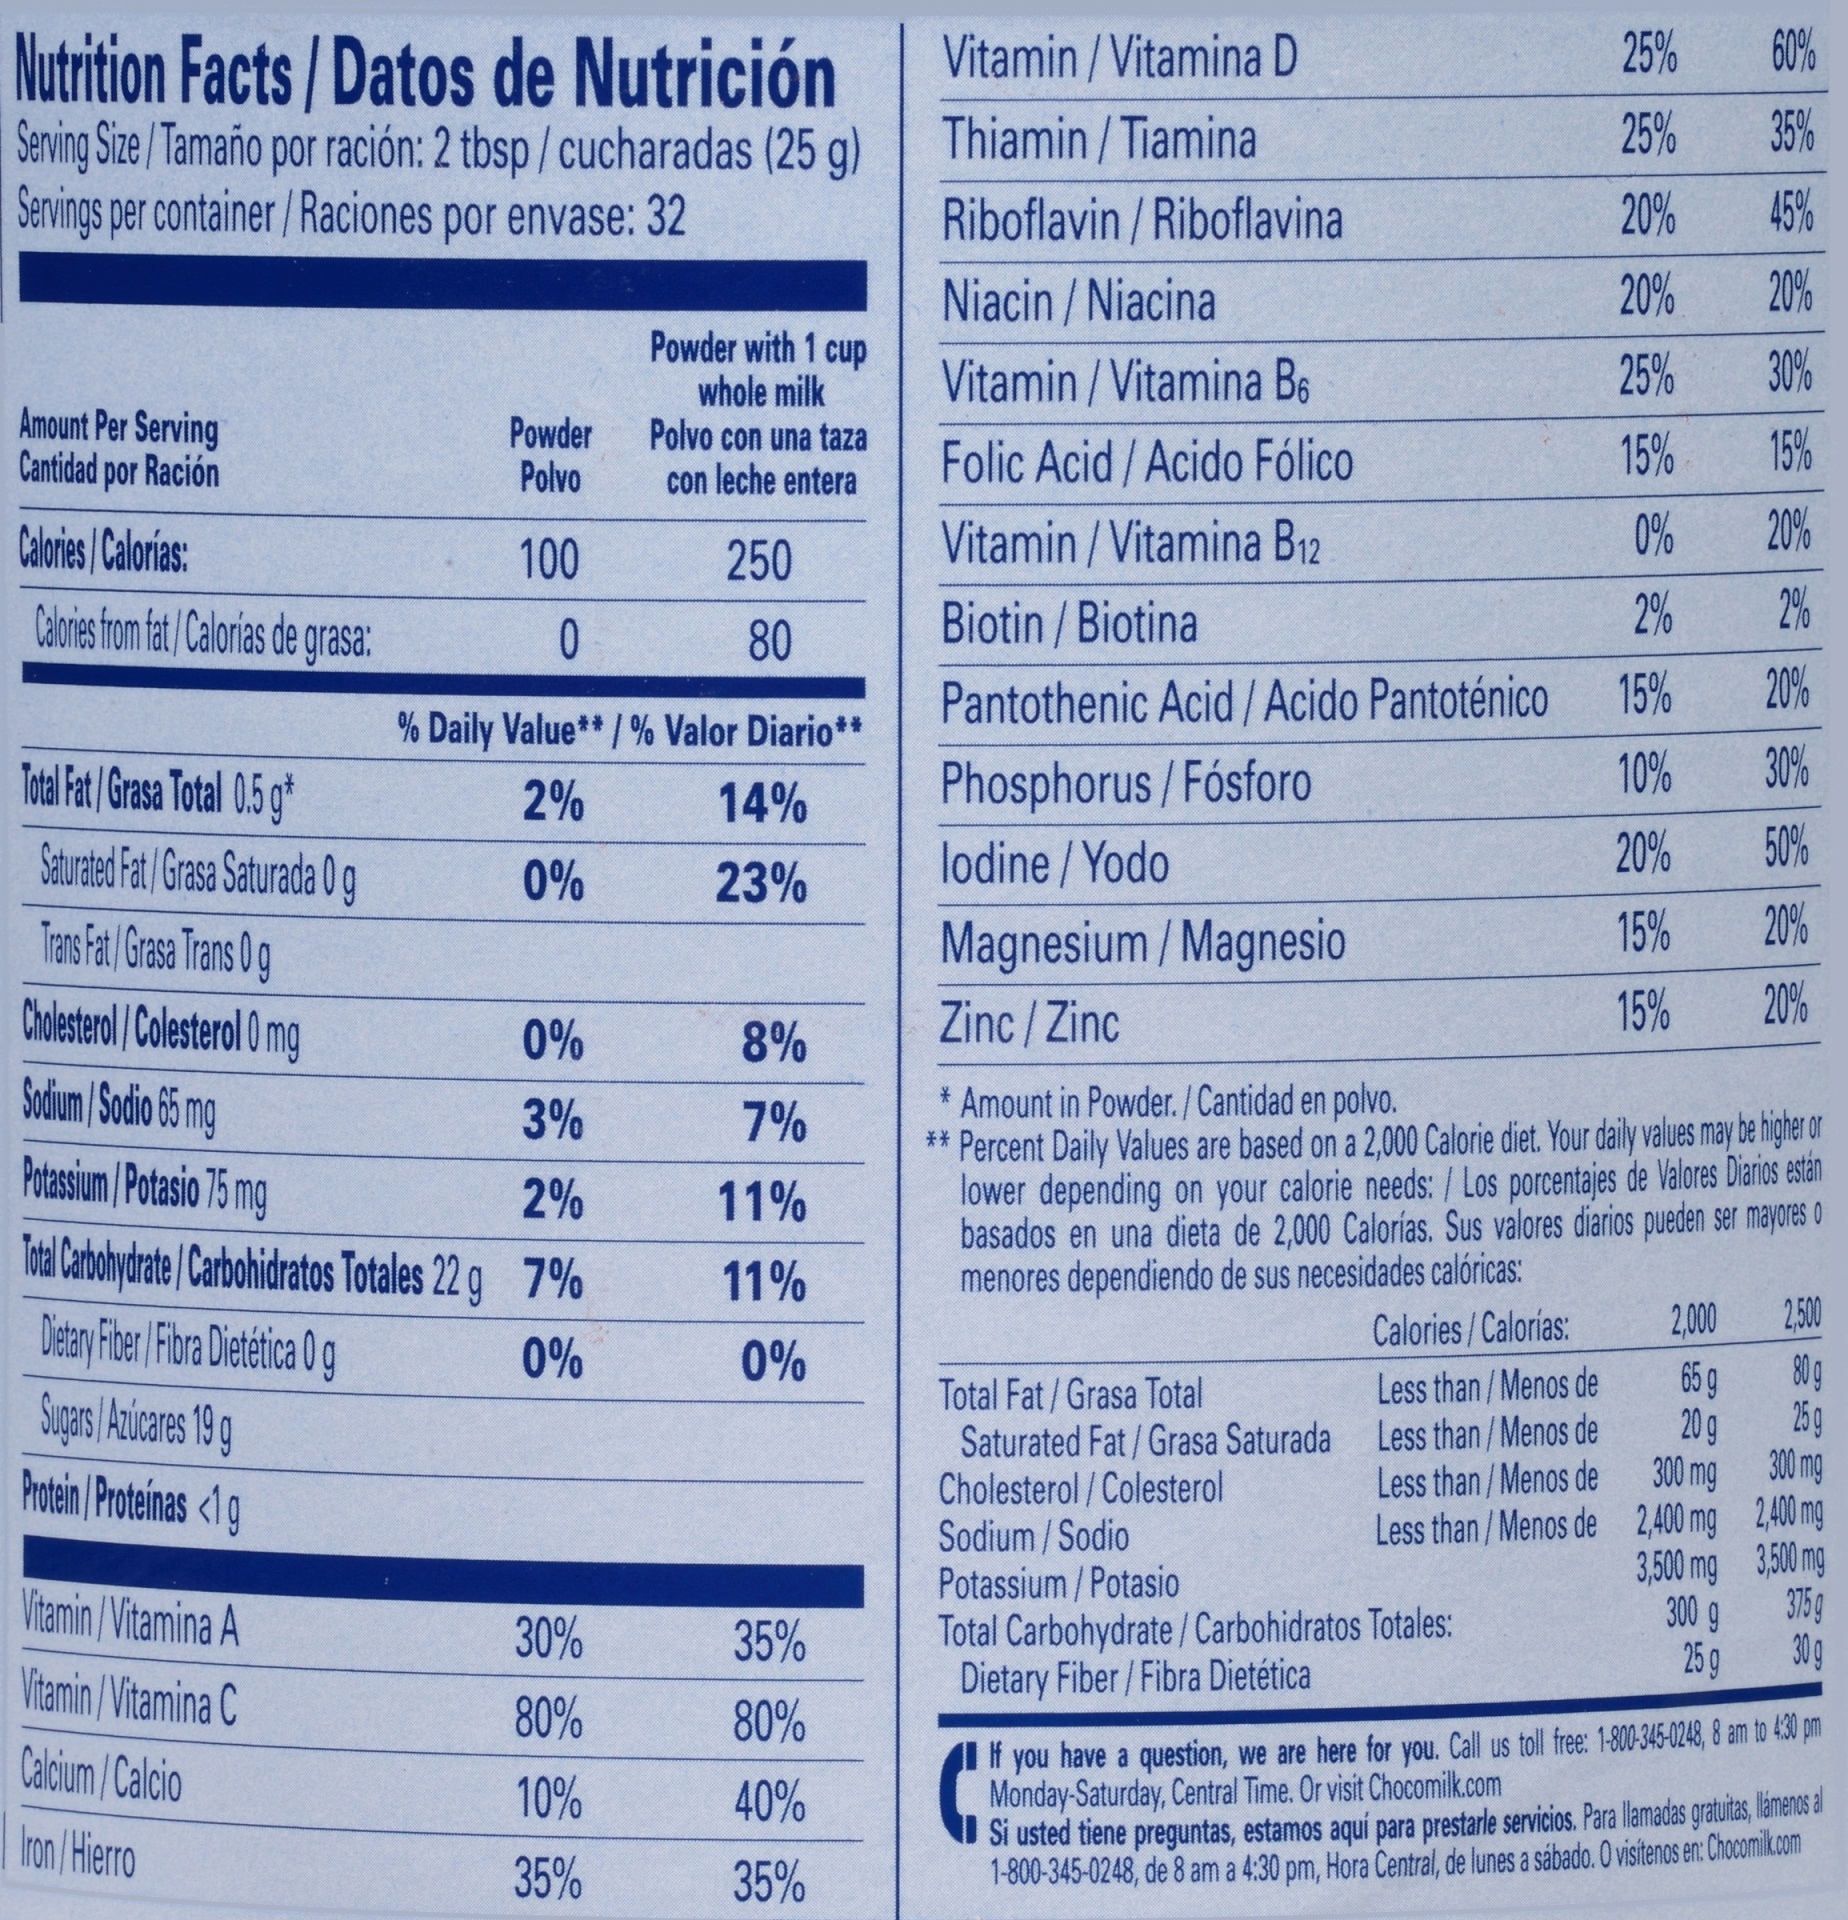 Nutrition Facts / Datos de Nutrición
Serving Size / Tamaño por ración: 2 tbsp / cucharadas (25 g)
Servings per container / Raciones por envase: 32
Powder with 1 cup
whole milk
Amount Per Serving Powder Polvo con una taza
Cantidad por Ración Polvo con leche entera
Calories / Calorías: 100 250
Calories from fat / Calorías de grasa: 0 80
% Daily Value** / % Valor Diario**
Total Fat / Grasa Total 0.5 g* 2% 14%
Saturated Fat / Grasa Saturada 0 g 0% 23%
Trans Fat / Grasa Trans 0 g
Cholesterol / Colesterol 0 mg 0% 8%
Sodium / Sodio 65 mg 3% 7%
Potassium / Potasio 75 mg 2% 11%
Total Carbohydrate / Carbohidratos Totales 22 g 7% 11%
Dietary Fiber / Fibra Dietética 0 g 0% 0%
Sugars / Azúcares 19 g
Protein / Proteínas <1 g
Vitamin / Vitamina A 30% 35%
Vitamin / Vitamina C 80% 80%
Calcium / Calcio 10% 40%
Iron / Hierro 35% 35%
Vitamin / Vitamina D 25% 60%
Thiamin / Tiamina 25% 35%
Riboflavin / Riboflavina 20% 45%
Niacin / Niacina 20% 20%
Vitamin / Vitamina B6 25% 30%
Folic Acid / Acido Fólico 15% 15%
Vitamin / Vitamina B12 0% 20%
Biotin / Biotina 2% 2%
Pantothenic Acid / Acido Pantoténico 15% 20%
Phosphorus / Fósforo 10% 30%
Iodine / Yodo 20% 50%
Magnesium / Magnesio 15% 20%
Zinc / Zinc 15% 20%
* Amount in Powder. / Cantidad en polvo.
** Percent Daily Values are based on a 2,000 Calorie diet. Your daily values may be higher or
lower depending on your calorie needs: / Los porcentajes de Valores Diarios están
basados en una dieta de 2,000 Calorías. Sus valores diarios pueden ser mayores o
menores dependiendo de sus necesidades calóricas:
Calories / Calorías: 2,000 2,500
Total Fat / Grasa Total Less than / Menos de 65 g 80 g
Saturated Fat / Grasa Saturada Less than / Menos de 20 g 25 g
Cholesterol / Colesterol Less than / Menos de 300 mg 300 mg
Sodium / Sodio Less than / Menos de 2,400 mg 2,400 mg
Potassium / Potasio 3,500 mg 3,500 mg
Total Carbohydrate / Carbohidratos Totales: 300 g 375 g
Dietary Fiber / Fibra Dietética 25 g 30 g
If you have a question, we are here for you. Call us toll free: 1-800-345-0248, 8 am to 4:30 pm
Monday-Saturday, Central Time. Or visit Chocomilk.com
Si usted tiene preguntas, estamos aquí para prestarle servicios. Para llamadas gratuitas, llámenos al
1-800-345-0248, de 8 am a 4:30 pm, Hora Central, de lunes a sábado. O visítenos en: Chocomilk.com